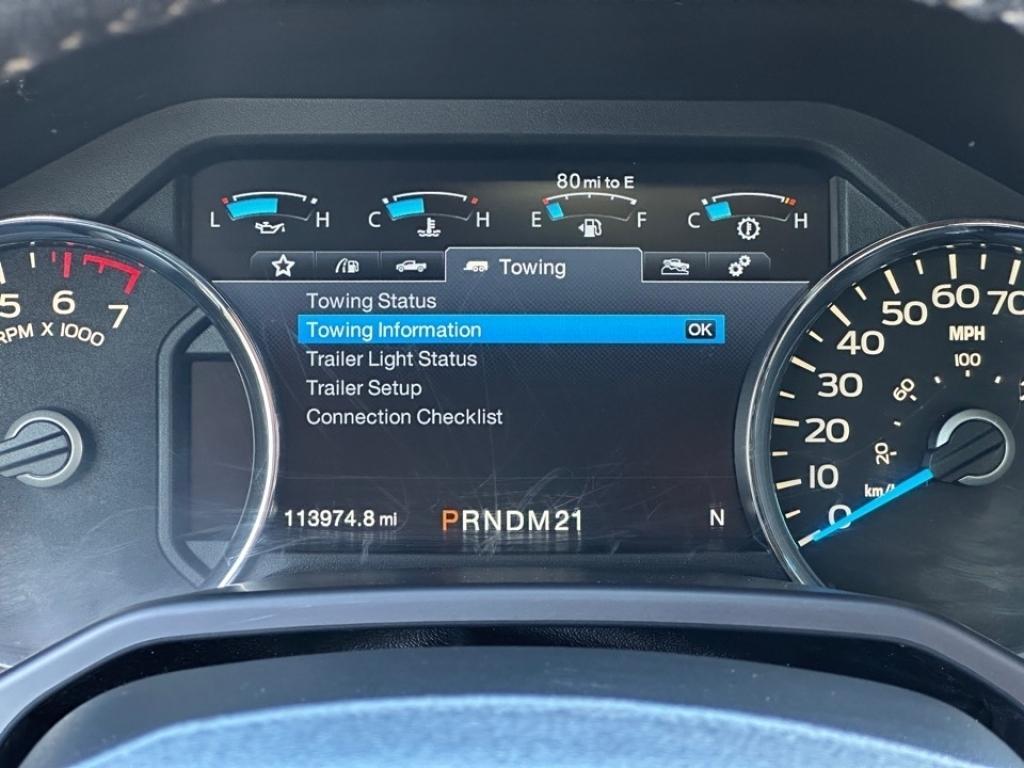 80 mi to E
L H C H E F C H
Towing
Towing Status
Towing Information OK
Trailer Light Status
Trailer Setup
Connection Checklist
113974.8 mi PRNDM21 N
5 6 7
RPM X 1000
0 10 20 30 40 50 60 70
MPH
20 60 100
km/